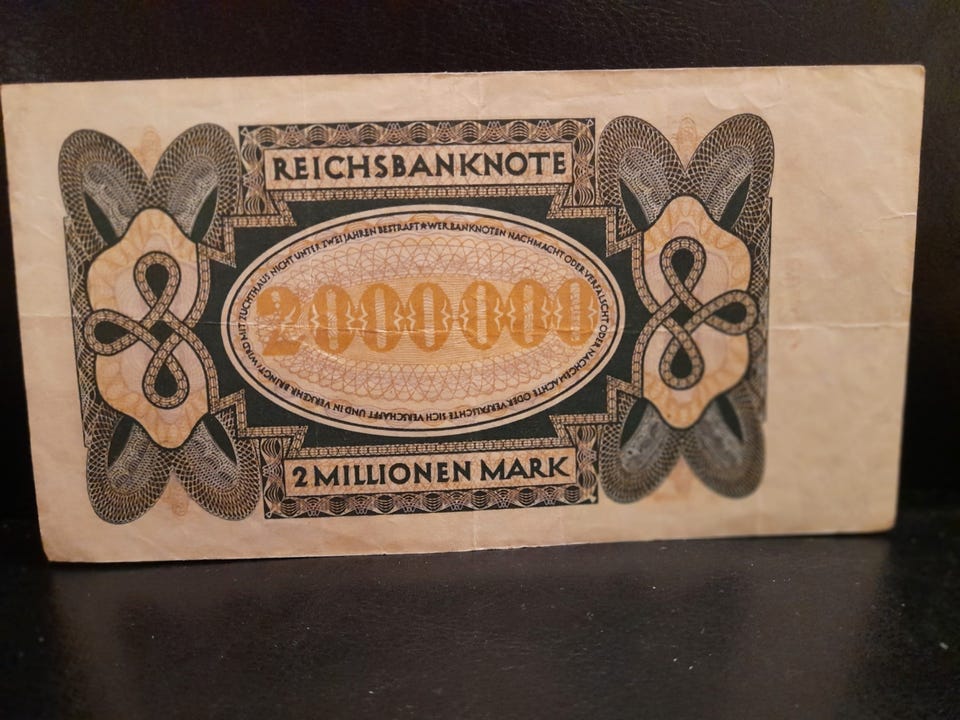 REICHSBANKNOTE
WER BANKNOTEN NACHMACHT ODER VERFÄLSCHT ODER NACHGEMACHTE ODER VERFÄLSCHTE SICH VERSCHAFFT UND IN VERKEHR BRINGT, WIRD MIT ZUCHTHAUS NICHT UNTER ZWEI JAHREN BESTRAFT★
2000000
2 MILLIONEN MARK